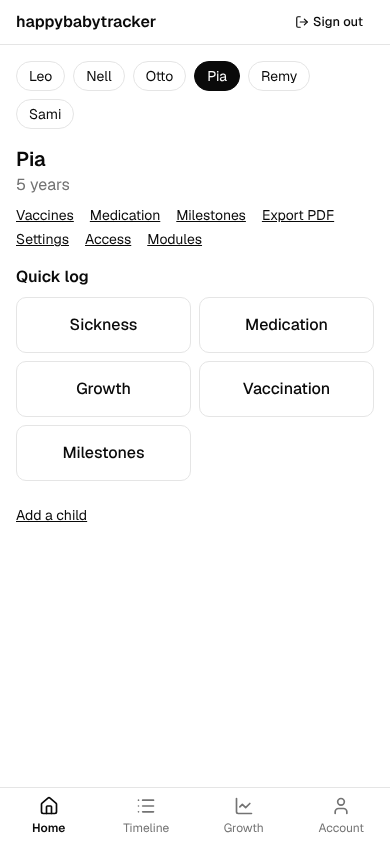 happybabytracker Sign out
Leo Nell Otto Pia Remy
Sami
Pia
5 years
Vaccines Medication Milestones Export PDF
Settings Access Modules
Quick log
Sickness Medication
Growth Vaccination
Milestones
Add a child
Home Timeline Growth Account